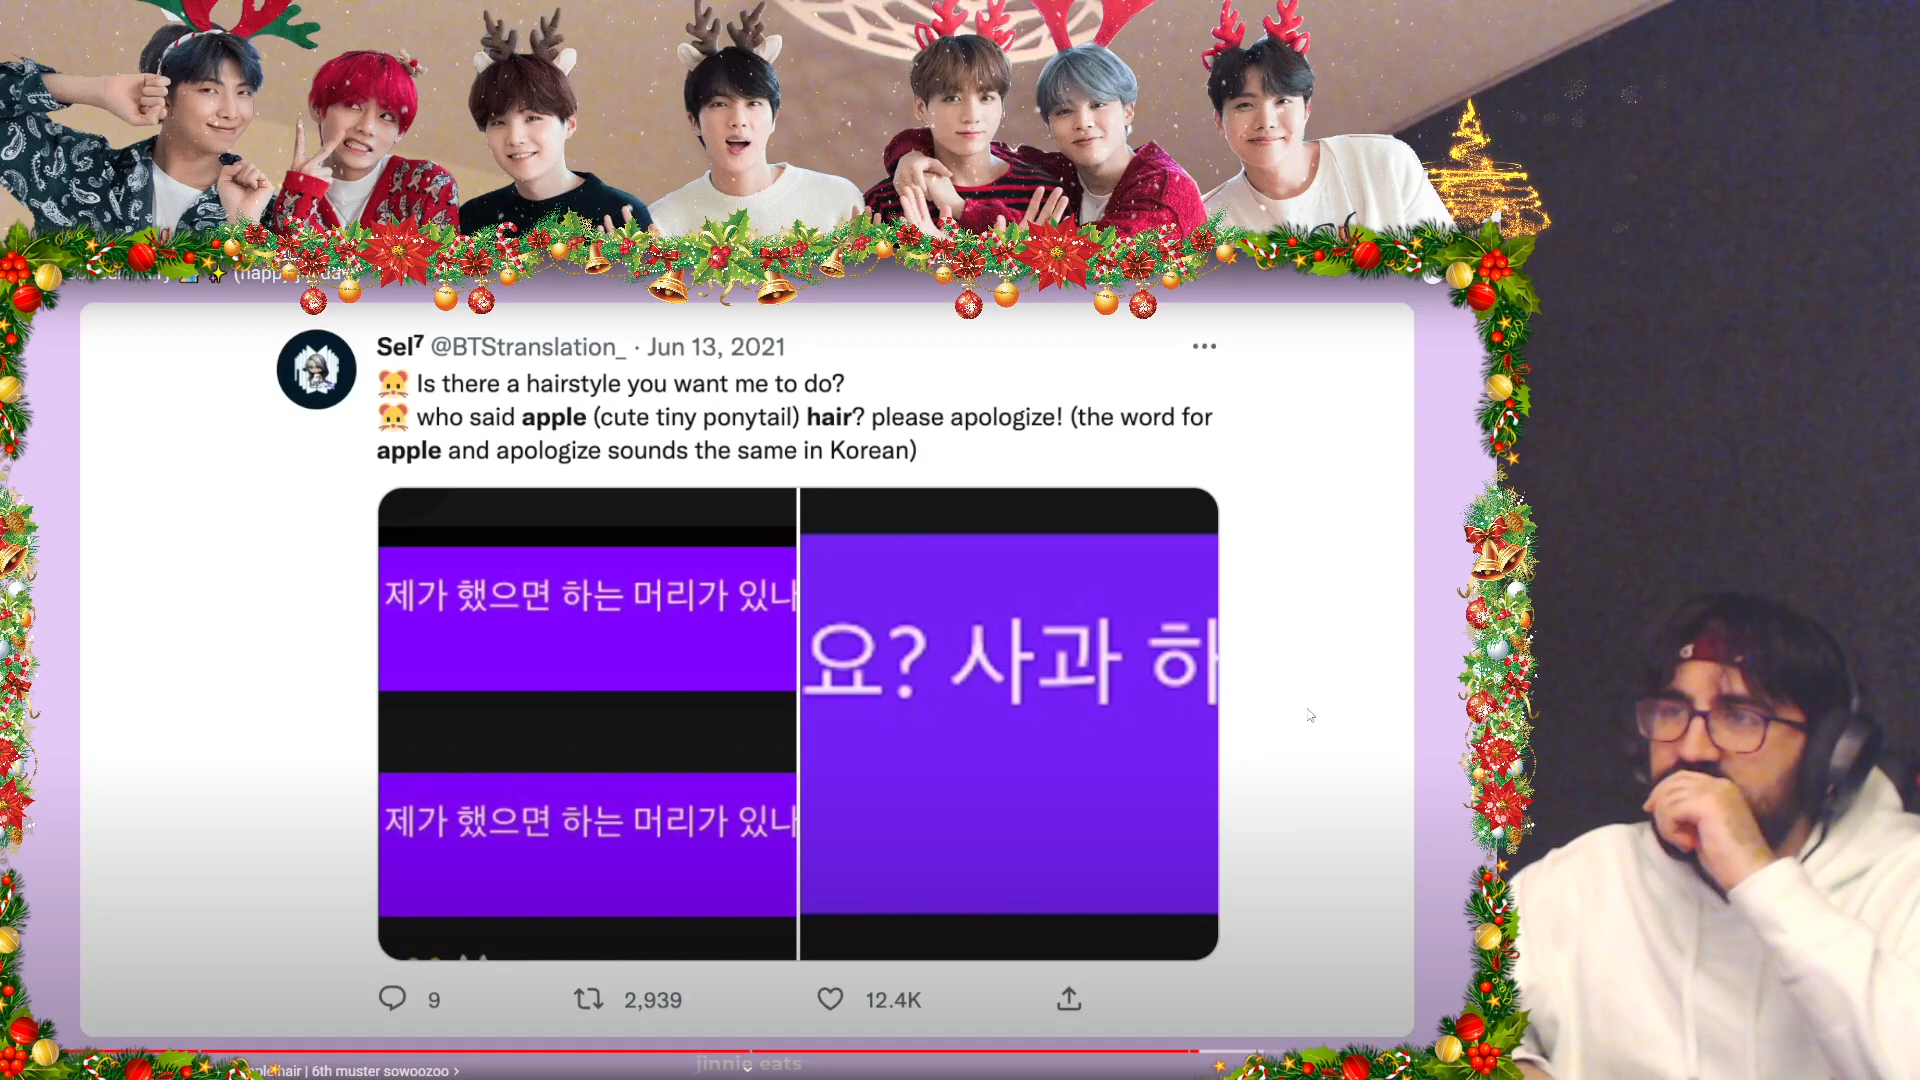 (happy
Sel⁷ @BTStranslation_ · Jun 13, 2021
🐹 Is there a hairstyle you want me to do?
🐹 who said apple (cute tiny ponytail) hair? please apologize! (the word for
apple and apologize sounds the same in Korean)
제가 했으면 하는 머리가 있나
제가 했으면 하는 머리가 있나
요? 사과 하
9 2,939 12.4K
hair | 6th muster sowoozoo >
jinnie eats